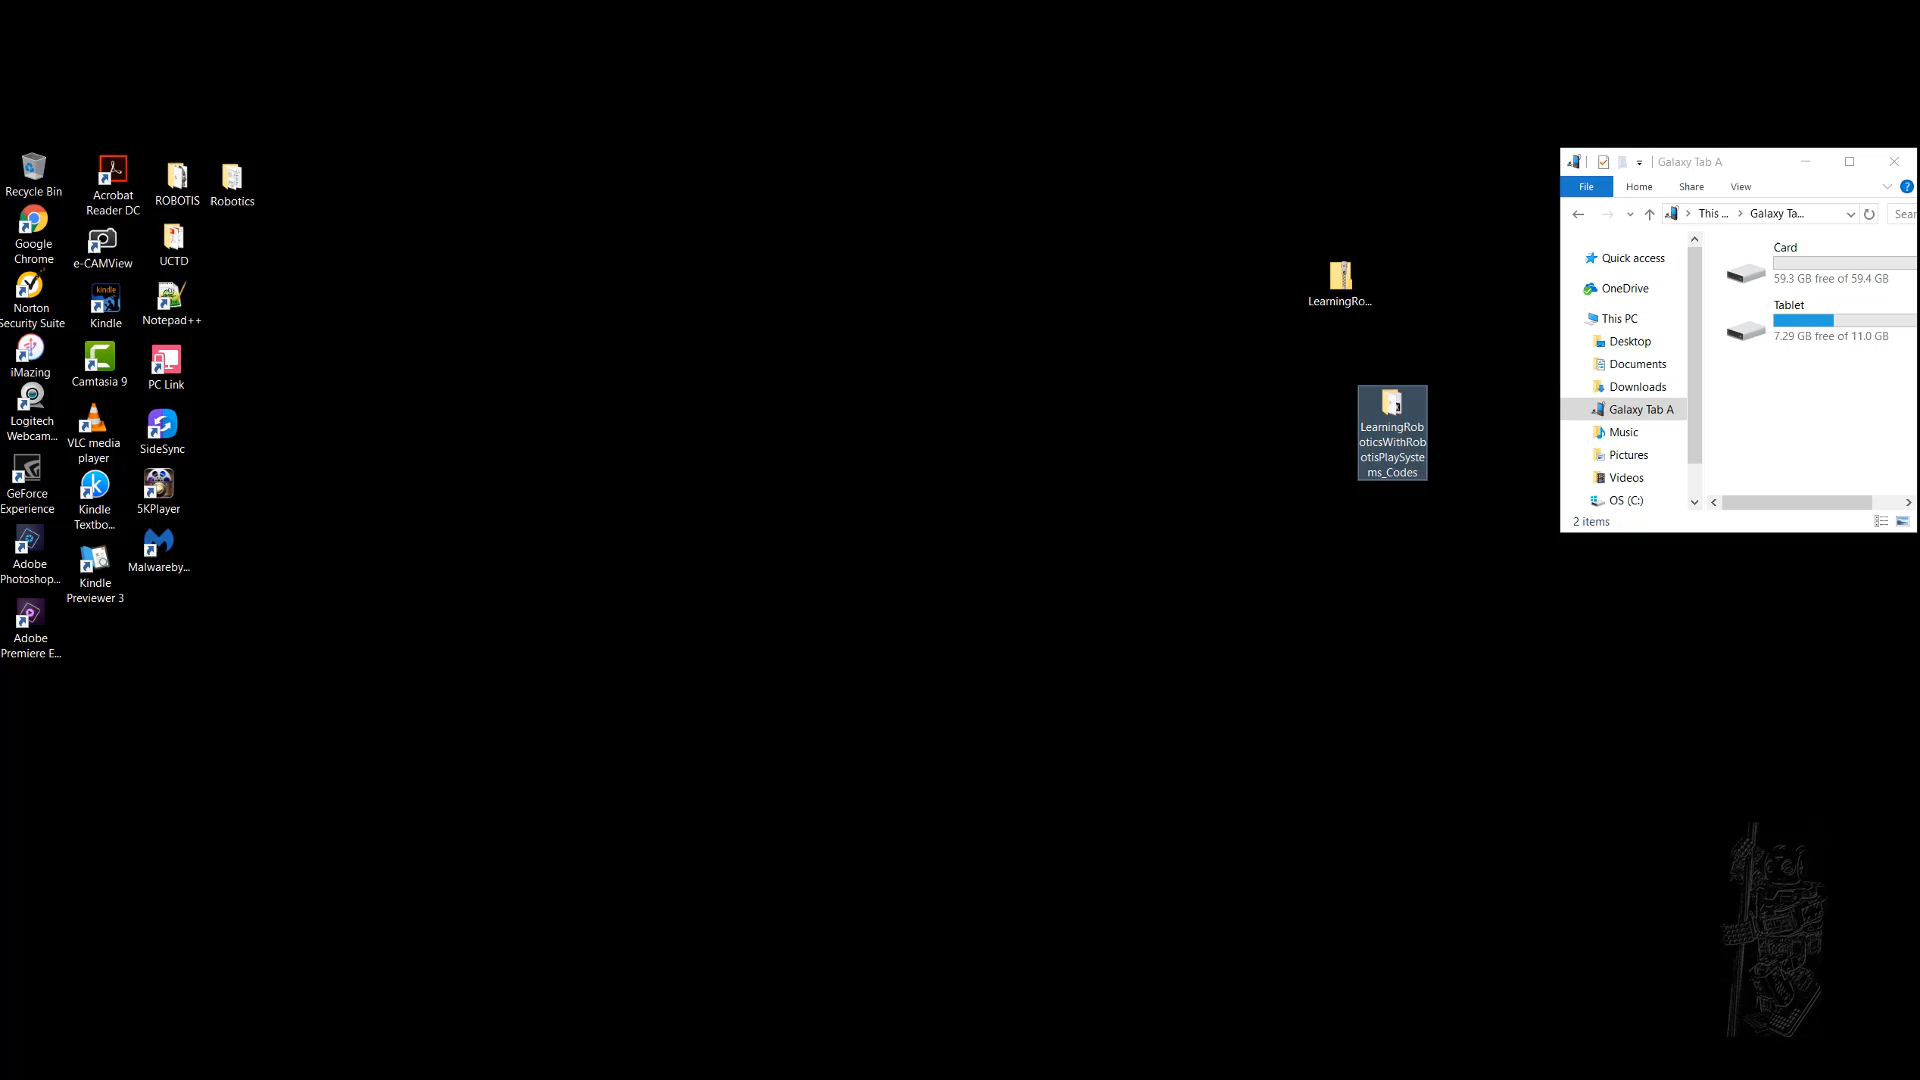 Recycle Bin
Google
Chrome
Norton
Security Suite
iMazing
Logitech
Webcam...
GeForce
Experience
Adobe
Photoshop...
Adobe
Premiere E...
Acrobat
Reader DC
e-CAMView
kindle
Kindle
Camtasia 9
VLC media
player
Kindle
Textbo...
Kindle
Previewer 3
ROBOTIS
UCTD
Notepad++
PC Link
SideSync
5KPlayer
Malwareby...
Robotics
LearningRo...
LearningRob
oticsWithRob
otisPlaySyste
ms_Codes
Galaxy Tab A
File Home Share View
This ... Galaxy Ta... Sear
Quick access
OneDrive
This PC
Desktop
Documents
Downloads
Galaxy Tab A
Music
Pictures
Videos
OS (C:)
Card
59.3 GB free of 59.4 GB
Tablet
7.29 GB free of 11.0 GB
2 items